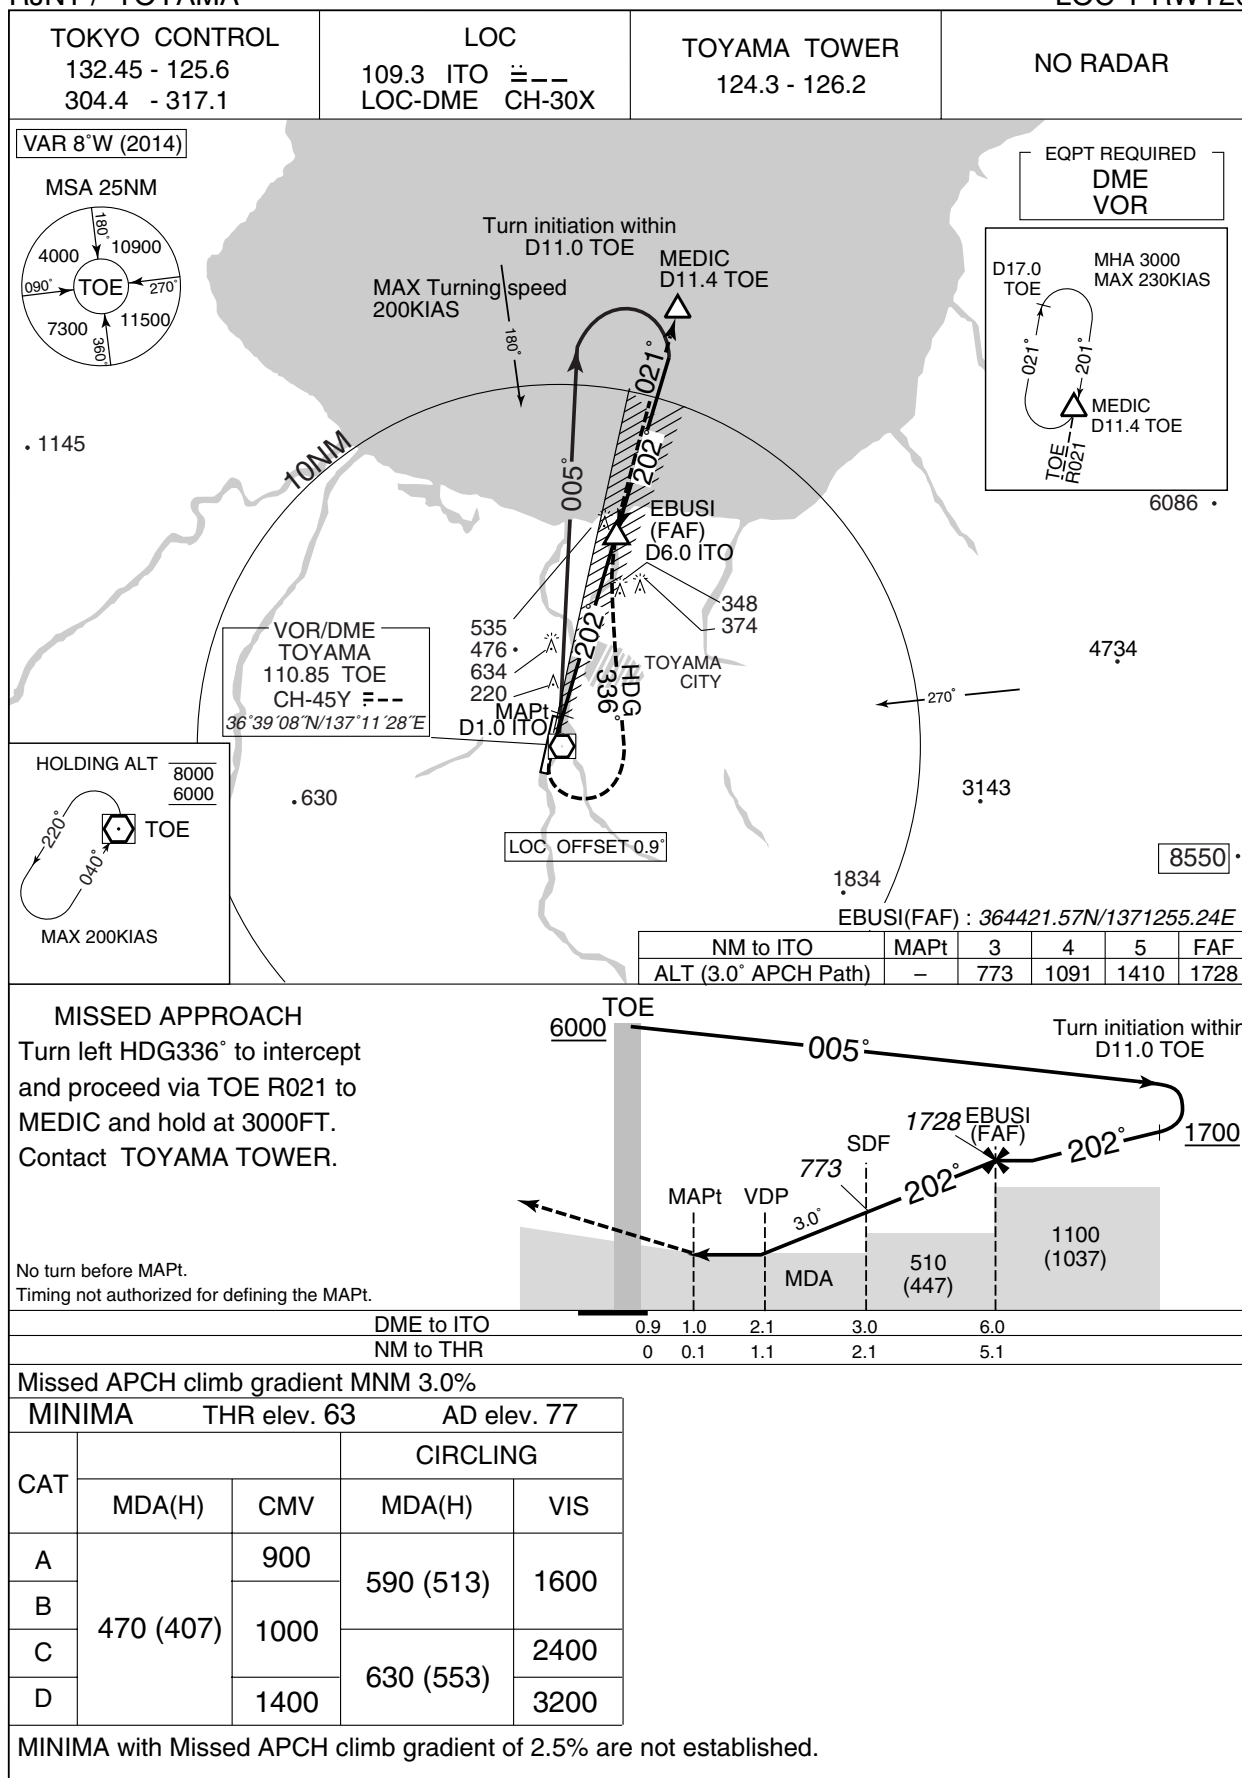 RJNT / TOYAMA
TOKYO CONTROL
132.45 - 125.6
304.4 - 317.1
LOC
109.3 ITO
LOC-DME CH-30X
TOYAMA TOWER
124.3 - 126.2
NO RADAR
VAR 8°W (2014)
MSA 25NM
180°
4000
10900
090°
TOE
270°
7300
11500
360°
EQPT REQUIRED
DME
VOR
Turn initiation within
D11.0 TOE
MEDIC
D11.4 TOE
MAX Turning speed
200KIAS
180°
D17.0
TOE
MHA 3000
MAX 230KIAS
021°
201°
MEDIC
D11.4 TOE
TOE
R021
1145
10NM
005°
021°
202°
6086
EBUSI
(FAF)
D6.0 ITO
348
374
535
476
634
220
202°
HDG
336°
TOYAMA
CITY
4734
VOR/DME
TOYAMA
110.85 TOE
CH-45Y
36°39´08˝N/137°11´28˝E
MAPt
D1.0 ITO
270°
HOLDING ALT
8000
6000
220°
040°
TOE
MAX 200KIAS
630
3143
LOC OFFSET 0.9°
8550
1834
EBUSI(FAF) : 364421.57N/1371255.24E
NM to ITO MAPt 3 4 5 FAF
ALT (3.0° APCH Path) – 773 1091 1410 1728
MISSED APPROACH
Turn left HDG336° to intercept
and proceed via TOE R021 to
MEDIC and hold at 3000FT.
Contact TOYAMA TOWER.
No turn before MAPt.
Timing not authorized for defining the MAPt.
TOE
6000
005°
Turn initiation within
D11.0 TOE
1728
EBUSI
(FAF)
1700
202°
SDF
773
202°
MAPt
VDP
3.0°
MDA
510
(447)
1100
(1037)
DME to ITO 0.9 1.0 2.1 3.0 6.0
NM to THR 0 0.1 1.1 2.1 5.1
Missed APCH climb gradient MNM 3.0%
MINIMA THR elev. 63 AD elev. 77
CAT
CIRCLING
MDA(H) CMV MDA(H) VIS
A 900
590 (513) 1600
B
470 (407) 1000
C 2400
630 (553)
D 1400 3200
MINIMA with Missed APCH climb gradient of 2.5% are not established.